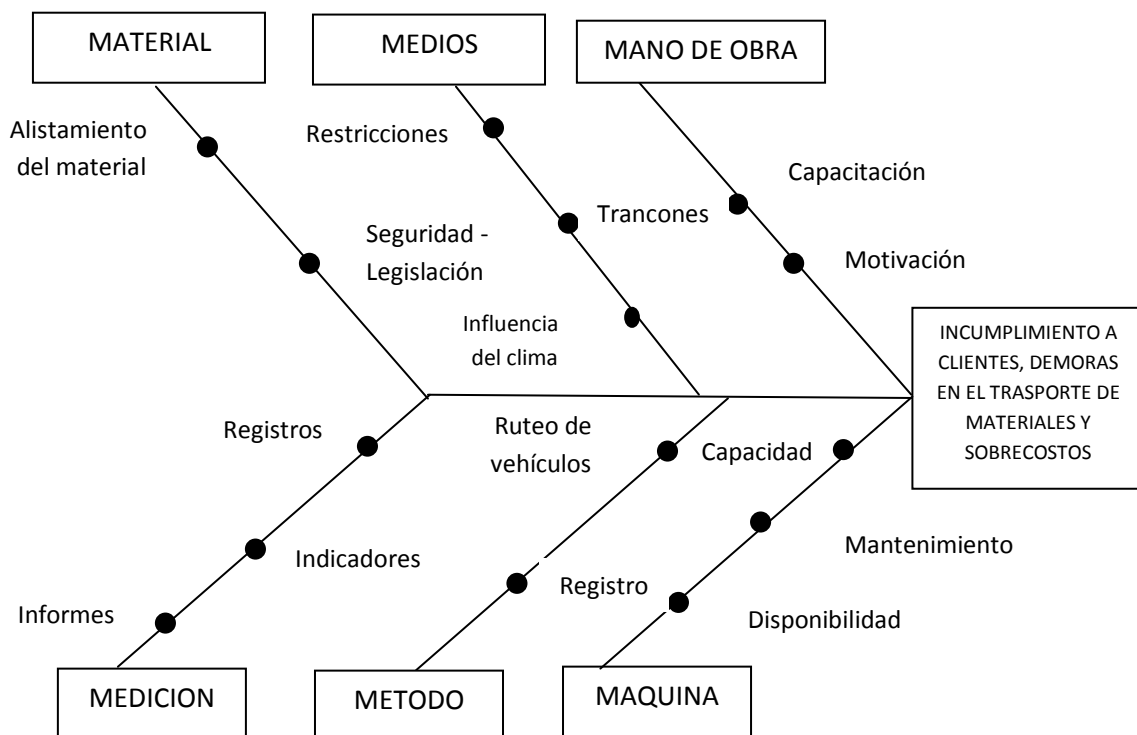 MATERIAL
MEDIOS
MANO DE OBRA
Alistamiento
del material
Restricciones
Capacitación
Trancones
Seguridad -
Legislación
Motivación
Influencia
del clima
INCUMPLIMIENTO A
CLIENTES, DEMORAS
EN EL TRASPORTE DE
MATERIALES Y
SOBRECOSTOS
Registros
Ruteo de
vehículos
Capacidad
Indicadores
Mantenimiento
Informes
Registro
Disponibilidad
MEDICION
METODO
MAQUINA